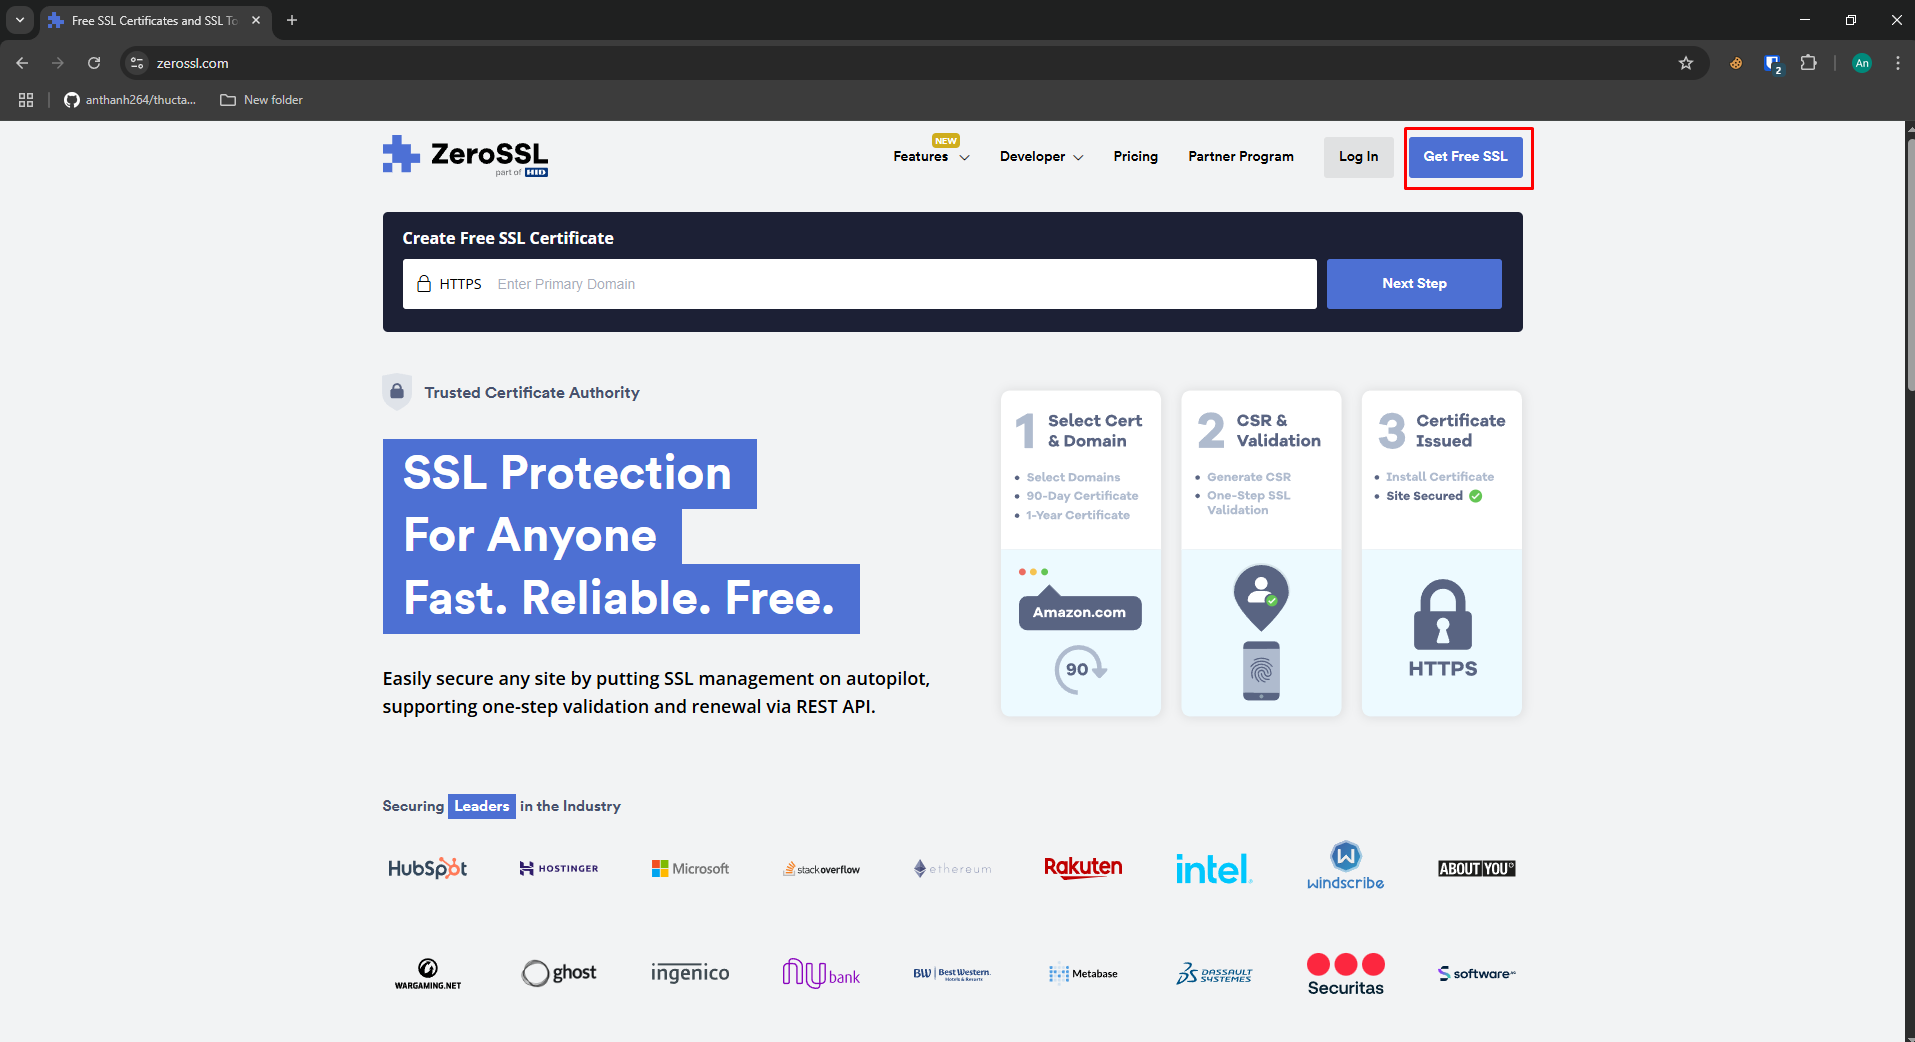 Free SSL Certificates and SSL To
zerossl.com
An
2
anthanh264/thucta...
New folder
ZeroSSL
part of HID
NEW
Features
Developer
Pricing
Partner Program
Log In
Get Free SSL
Create Free SSL Certificate
HTTPS
Enter Primary Domain
Next Step
Trusted Certificate Authority
SSL Protection
For Anyone
Fast. Reliable. Free.
Easily secure any site by putting SSL management on autopilot,
supporting one-step validation and renewal via REST API.
1
Select Cert
& Domain
Select Domains
90-Day Certificate
1-Year Certificate
Amazon.com
90
2
CSR &
Validation
Generate CSR
One-Step SSL
Validation
3
Certificate
Issued
Install Certificate
Site Secured
HTTPS
Securing Leaders in the Industry
HubSpot
HOSTINGER
Microsoft
stackoverflow
ethereum
Rakuten
intel.
windscribe
ABOUT YOU°
WARGAMING.NET
ghost
ingenico
nu bank
BW Best Western.
Hotels & Resorts
Metabase
DASSAULT
SYSTEMES
Securitas
software AG